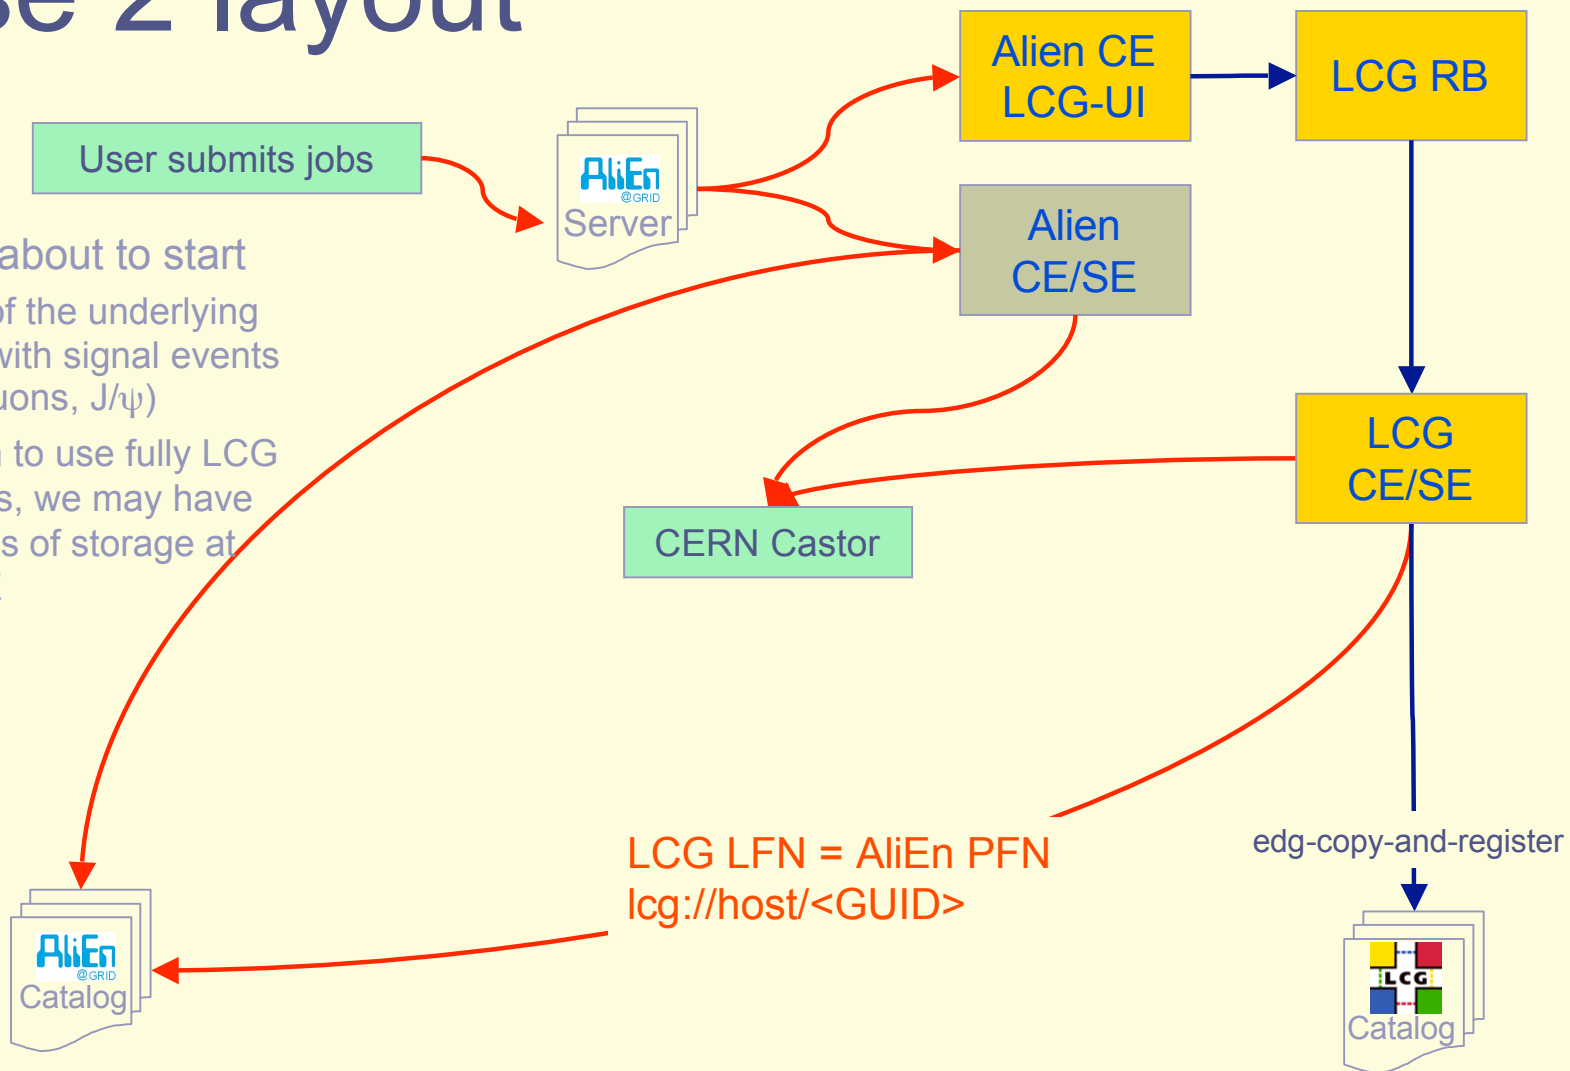 se 2 layout
Alien CE
LCG-UI
LCG RB
User submits jobs
AliEn
@GRID
Server
Alien
CE/SE
about to start
of the underlying
with signal events
uons, J/ψ)
to use fully LCG
s, we may have
s of storage at
LCG
CE/SE
CERN Castor
LCG LFN = AliEn PFN
lcg://host/<GUID>
edg-copy-and-register
AliEn
@GRID
Catalog
LCG
Catalog